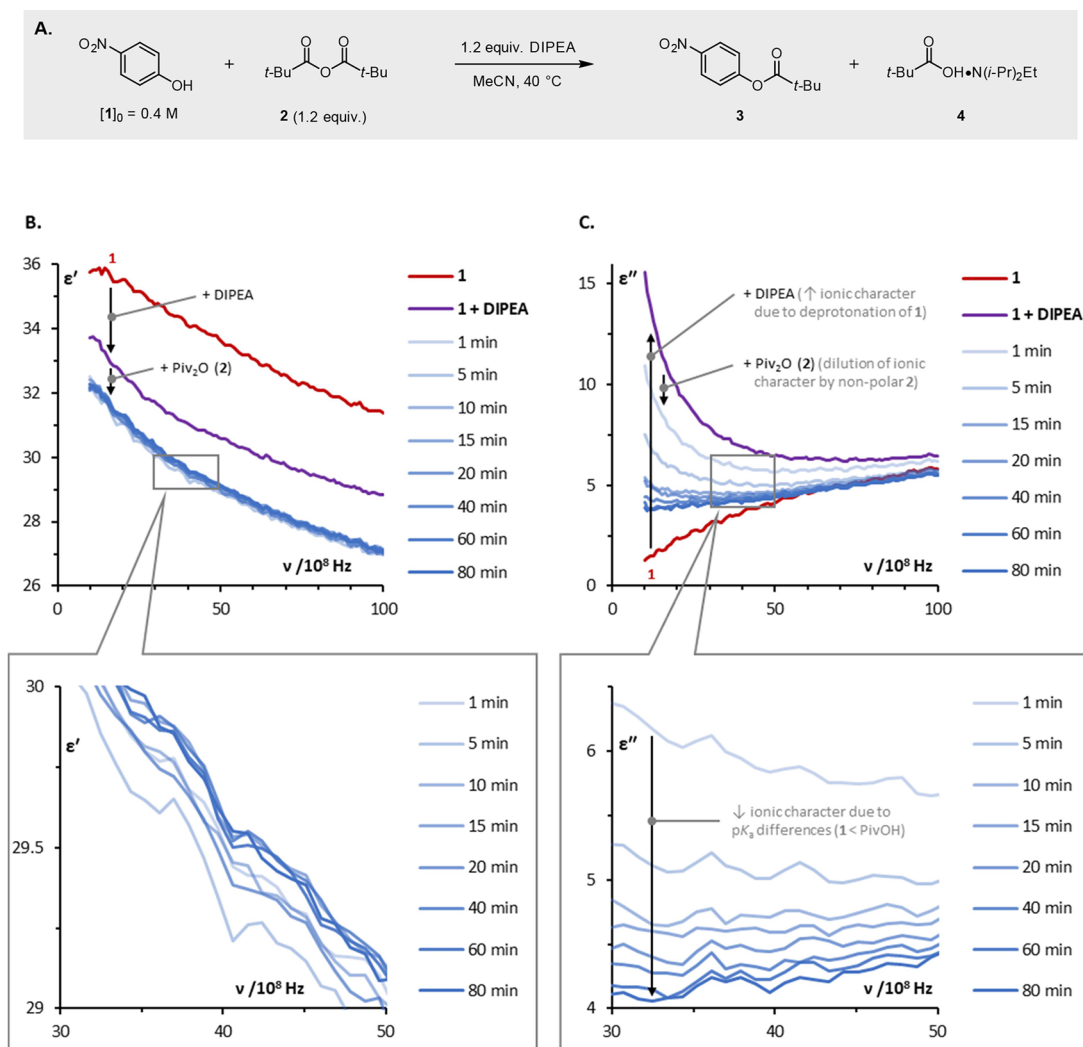 A.
O₂N
OH
[1]₀ = 0.4 M
+
O O
t-Bu O t-Bu
2 (1.2 equiv.)
1.2 equiv. DIPEA
MeCN, 40 °C
O₂N
O
O
t-Bu
3
+
O
t-Bu OH•N(i-Pr)₂Et
4
B.
36
34
32
30
28
26
ε′
1
+ DIPEA
+ Piv₂O (2)
ν /10⁸ Hz
0 50 100
1
1 + DIPEA
1 min
5 min
10 min
15 min
20 min
40 min
60 min
80 min
C.
15
10
5
0
ε″
+ DIPEA (↑ ionic character
due to deprotonation of 1)
+ Piv₂O (2) (dilution of ionic
character by non-polar 2)
1
ν /10⁸ Hz
0 50 100
1
1 + DIPEA
1 min
5 min
15 min
20 min
40 min
60 min
80 min
30
29.5
29
ε′
ν /10⁸ Hz
30 40 50
1 min
5 min
10 min
15 min
20 min
40 min
60 min
80 min
6
5
4
ε″
↓ ionic character due to
pKₐ differences (1 < PivOH)
ν /10⁸ Hz
30 40 50
1 min
5 min
10 min
15 min
20 min
40 min
60 min
80 min